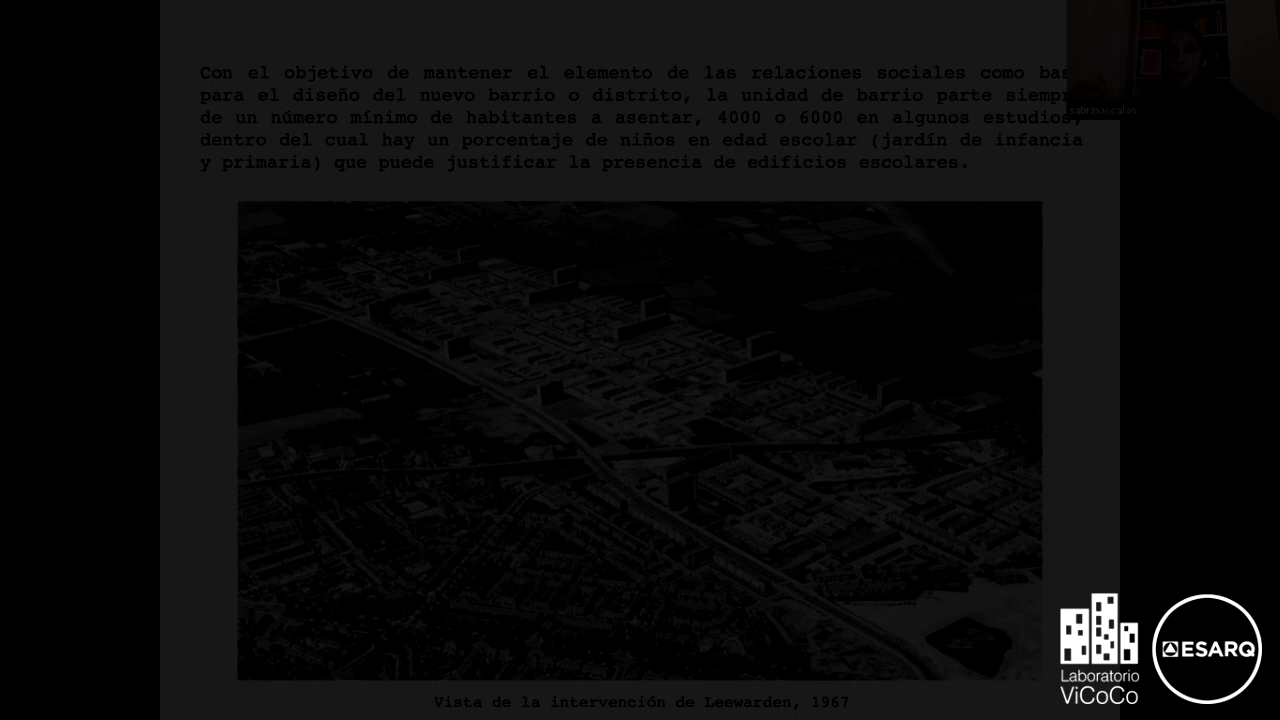 Con el objetivo de mantener el elemento de las relaciones sociales como
para el diseño del nuevo barrio o distrito, la unidad de barrio parte
de un número mínimo de habitantes a asentar, 4000 o 6000 en algunos estudios,
dentro del cual hay un porcentaje de niños en edad escolar (jardín de infancia
y primaria) que puede justificar la presencia de edificios escolares.
sabrinascalas
Vista de la intervención de Leewarden, 1967
Laboratorio
ViCoCo
ESARQ